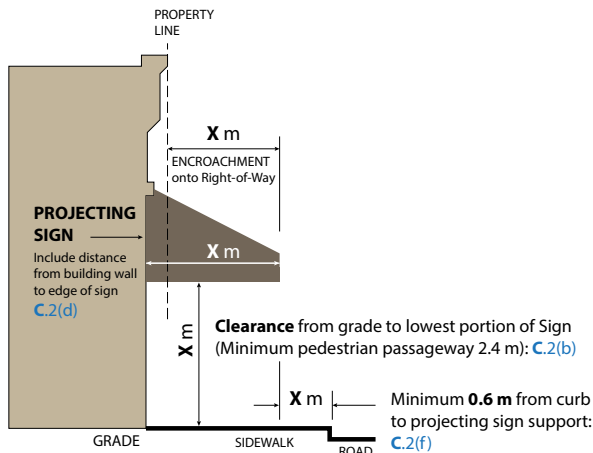 PROPERTY
LINE
X m
ENCROACHMENT
onto Right-of-Way
PROJECTING
SIGN
Include distance
from building wall
to edge of sign
C.2(d)
X m
X m
Clearance from grade to lowest portion of Sign
(Minimum pedestrian passageway 2.4 m): C.2(b)
X m
Minimum 0.6 m from curb
to projecting sign support:
C.2(f)
GRADE
SIDEWALK
ROAD